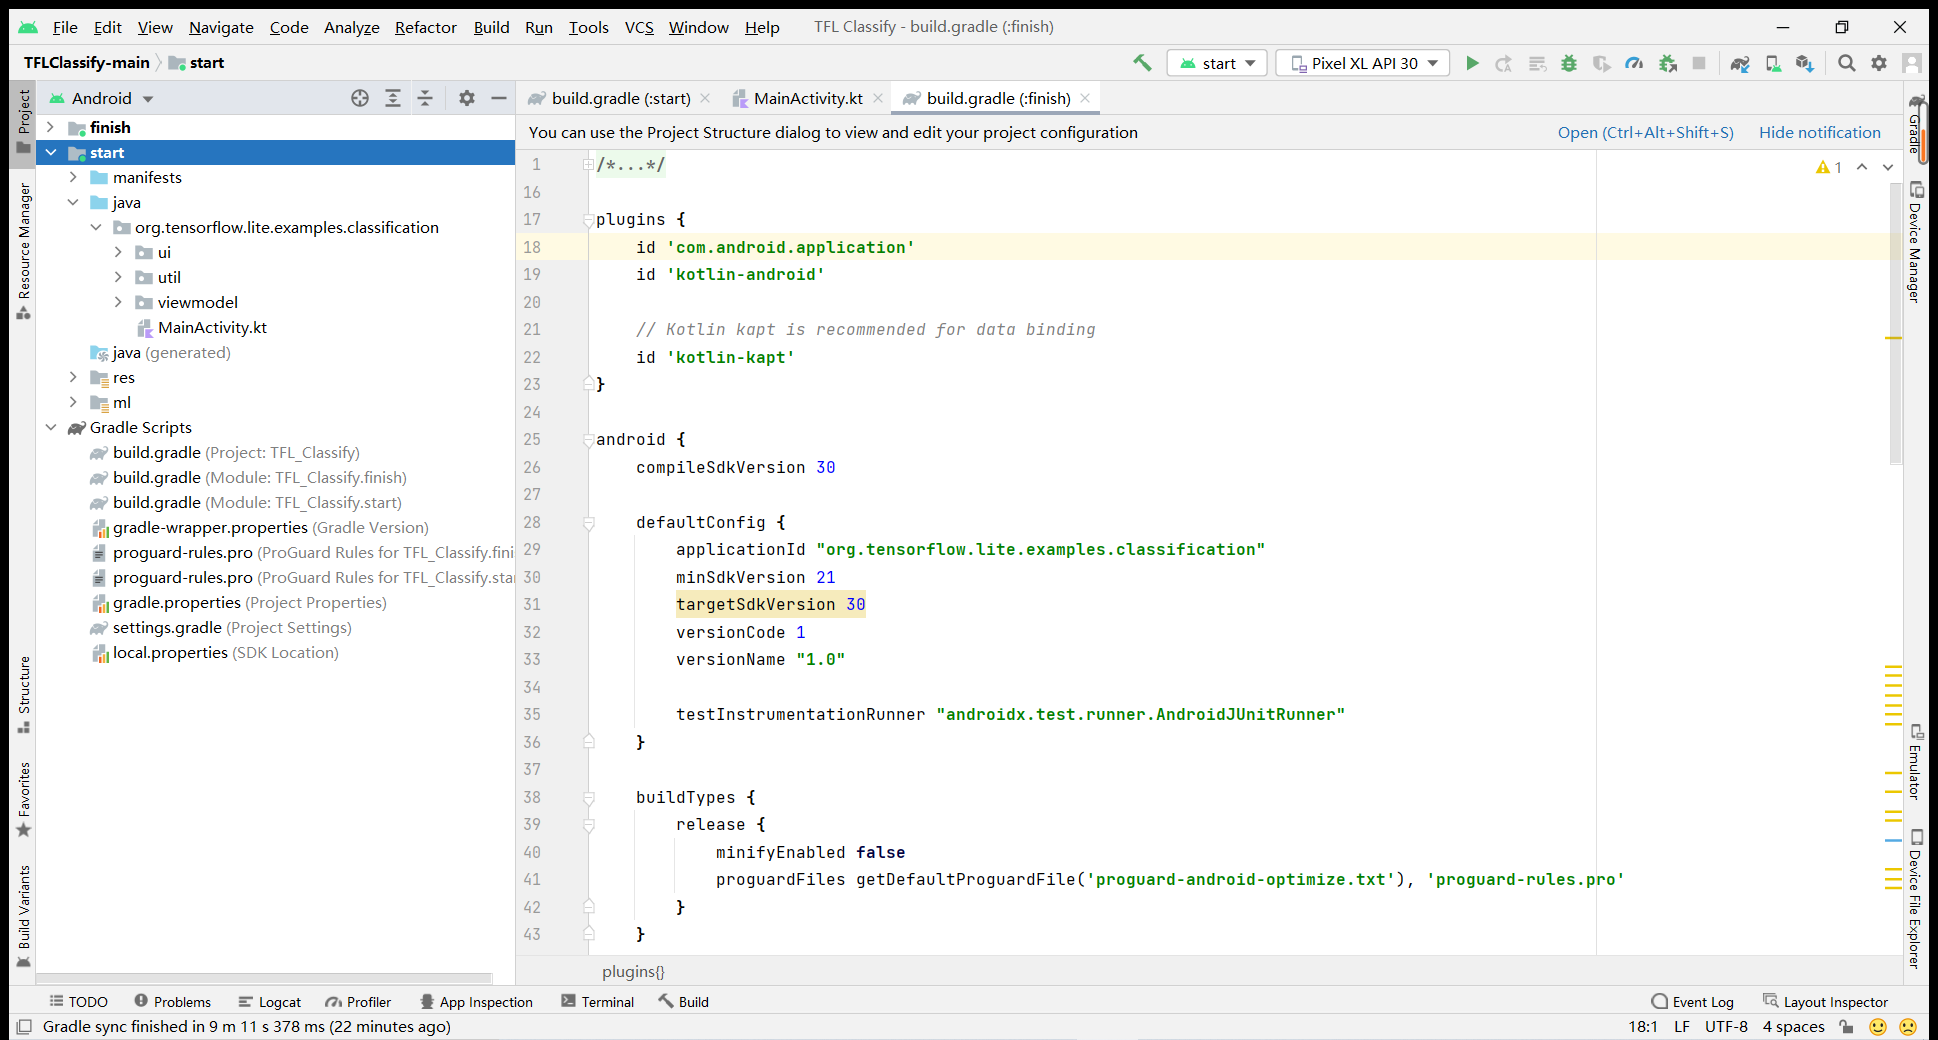 File Edit View Navigate Code Analyze Refactor Build Run Tools VCS Window Help TFL Classify - build.gradle (:finish)
TFLClassify-main start
start Pixel XL API 30
Android
build.gradle (:start) MainActivity.kt build.gradle (:finish)
You can use the Project Structure dialog to view and edit your project configuration Open (Ctrl+Alt+Shift+S) Hide notification
Project
Resource Manager
Structure
Favorites
Build Variants
finish
start
manifests
java
org.tensorflow.lite.examples.classification
ui
util
viewmodel
MainActivity.kt
java (generated)
res
ml
Gradle Scripts
build.gradle (Project: TFL_Classify)
build.gradle (Module: TFL_Classify.finish)
build.gradle (Module: TFL_Classify.start)
gradle-wrapper.properties (Gradle Version)
proguard-rules.pro (ProGuard Rules for TFL_Classify.fini
proguard-rules.pro (ProGuard Rules for TFL_Classify.sta
gradle.properties (Project Properties)
settings.gradle (Project Settings)
local.properties (SDK Location)
1 /*...*/
16
17 plugins {
18 id 'com.android.application'
19 id 'kotlin-android'
20
21 // Kotlin kapt is recommended for data binding
22 id 'kotlin-kapt'
23 }
24
25 android {
26 compileSdkVersion 30
27
28 defaultConfig {
29 applicationId "org.tensorflow.lite.examples.classification"
30 minSdkVersion 21
31 targetSdkVersion 30
32 versionCode 1
33 versionName "1.0"
34
35 testInstrumentationRunner "androidx.test.runner.AndroidJUnitRunner"
36 }
37
38 buildTypes {
39 release {
40 minifyEnabled false
41 proguardFiles getDefaultProguardFile('proguard-android-optimize.txt'), 'proguard-rules.pro'
42 }
43 }
1
plugins{}
Gradle
Device Manager
Emulator
Device File Explorer
TODO Problems Logcat Profiler App Inspection Terminal Build Event Log Layout Inspector
Gradle sync finished in 9 m 11 s 378 ms (22 minutes ago) 18:1 LF UTF-8 4 spaces